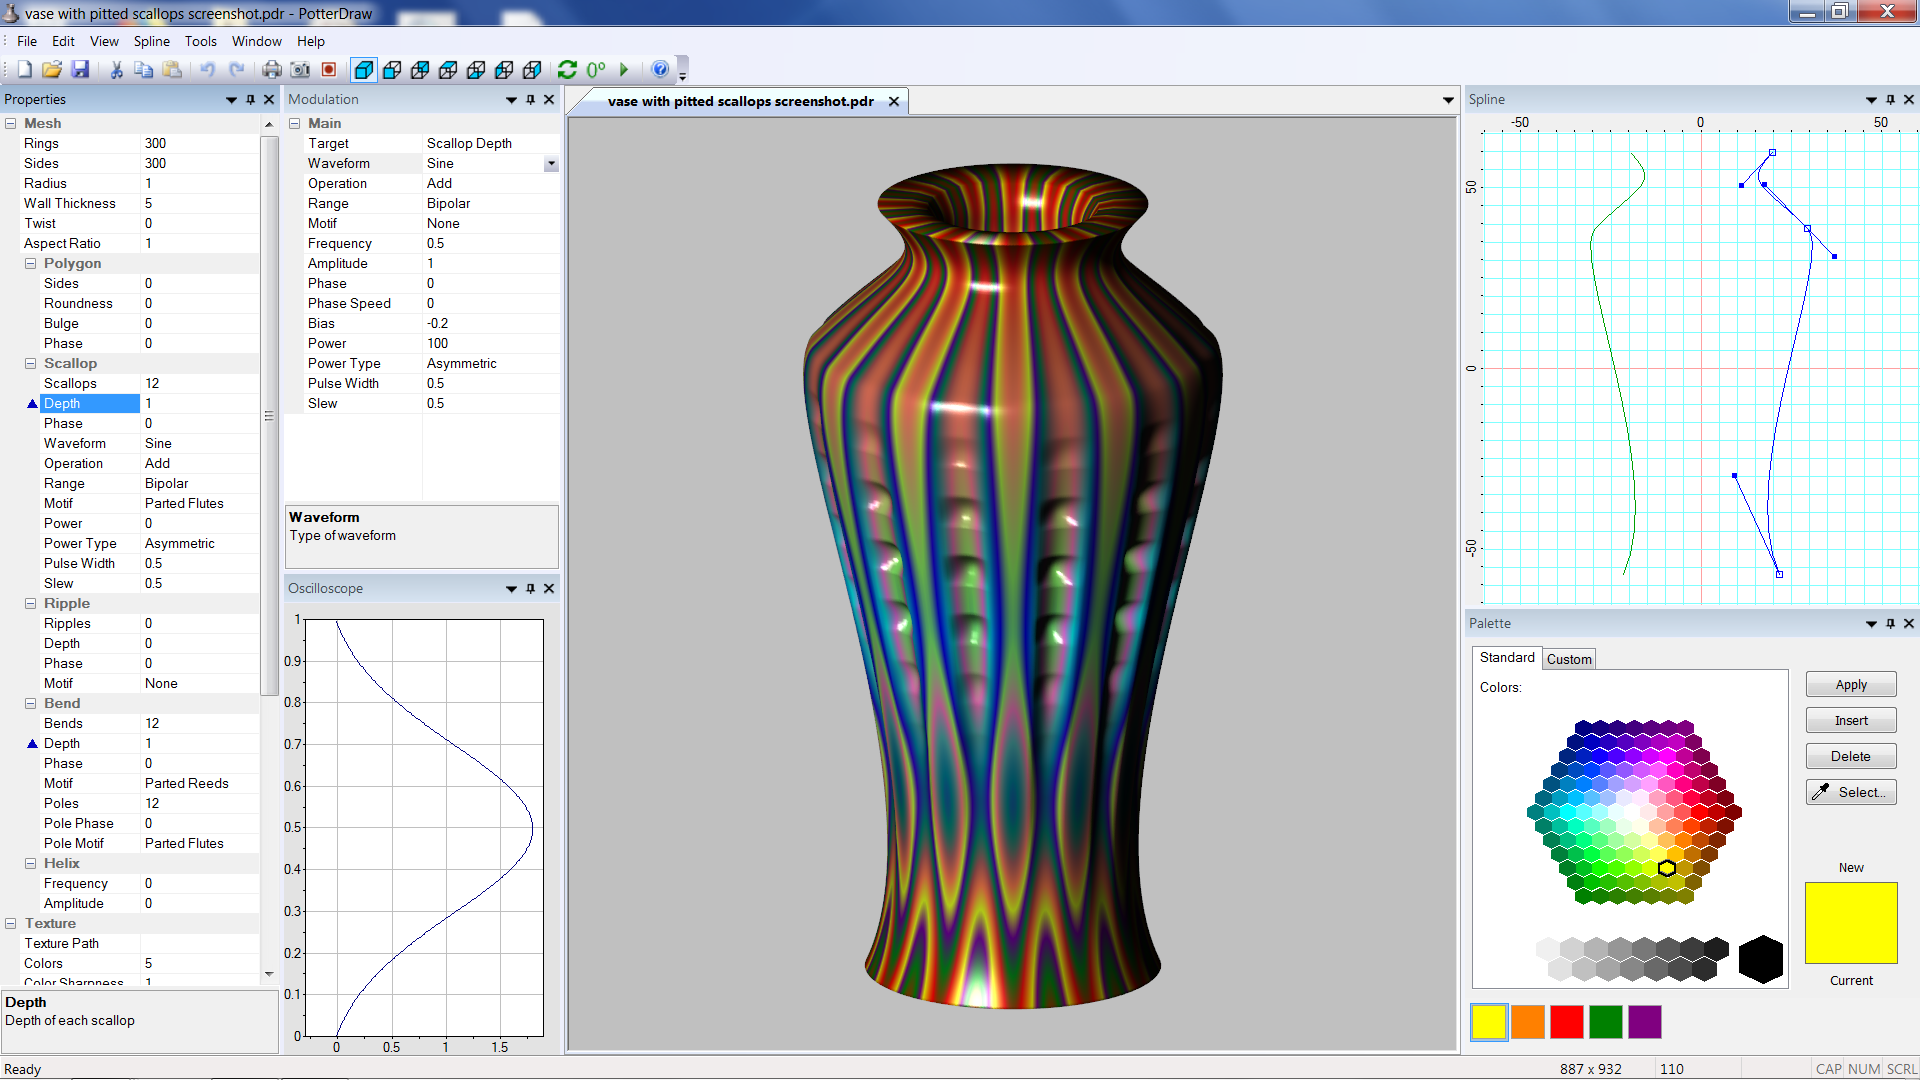 vase with pitted scallops screenshot.pdr - PotterDraw
File Edit View Spline Tools Window Help
0°
Properties
Mesh
Rings 300
Sides 300
Radius 1
Wall Thickness 5
Twist 0
Aspect Ratio 1
Polygon
Sides 0
Roundness 0
Bulge 0
Phase 0
Scallop
Scallops 12
Depth 1
Phase 0
Waveform Sine
Operation Add
Range Bipolar
Motif Parted Flutes
Power 0
Power Type Asymmetric
Pulse Width 0.5
Slew 0.5
Ripple
Ripples 0
Depth 0
Phase 0
Motif None
Bend
Bends 12
Depth 1
Phase 0
Motif Parted Reeds
Poles 12
Pole Phase 0
Pole Motif Parted Flutes
Helix
Frequency 0
Amplitude 0
Texture
Texture Path
Colors 5
Color Sharpness 1
Depth
Depth of each scallop
Modulation
Main
Target Scallop Depth
Waveform Sine
Operation Add
Range Bipolar
Motif None
Frequency 0.5
Amplitude 1
Phase 0
Phase Speed 0
Bias -0.2
Power 100
Power Type Asymmetric
Pulse Width 0.5
Slew 0.5
Waveform
Type of waveform
Oscilloscope
1
0.9
0.8
0.7
0.6
0.5
0.4
0.3
0.2
0.1
0
0 0.5 1 1.5
vase with pitted scallops screenshot.pdr
Spline
-50 0 50
50
0
-50
Palette
Standard Custom
Colors:
Apply
Insert
Delete
Select...
New
Current
Ready
887 x 932 110 CAP NUM SCRL